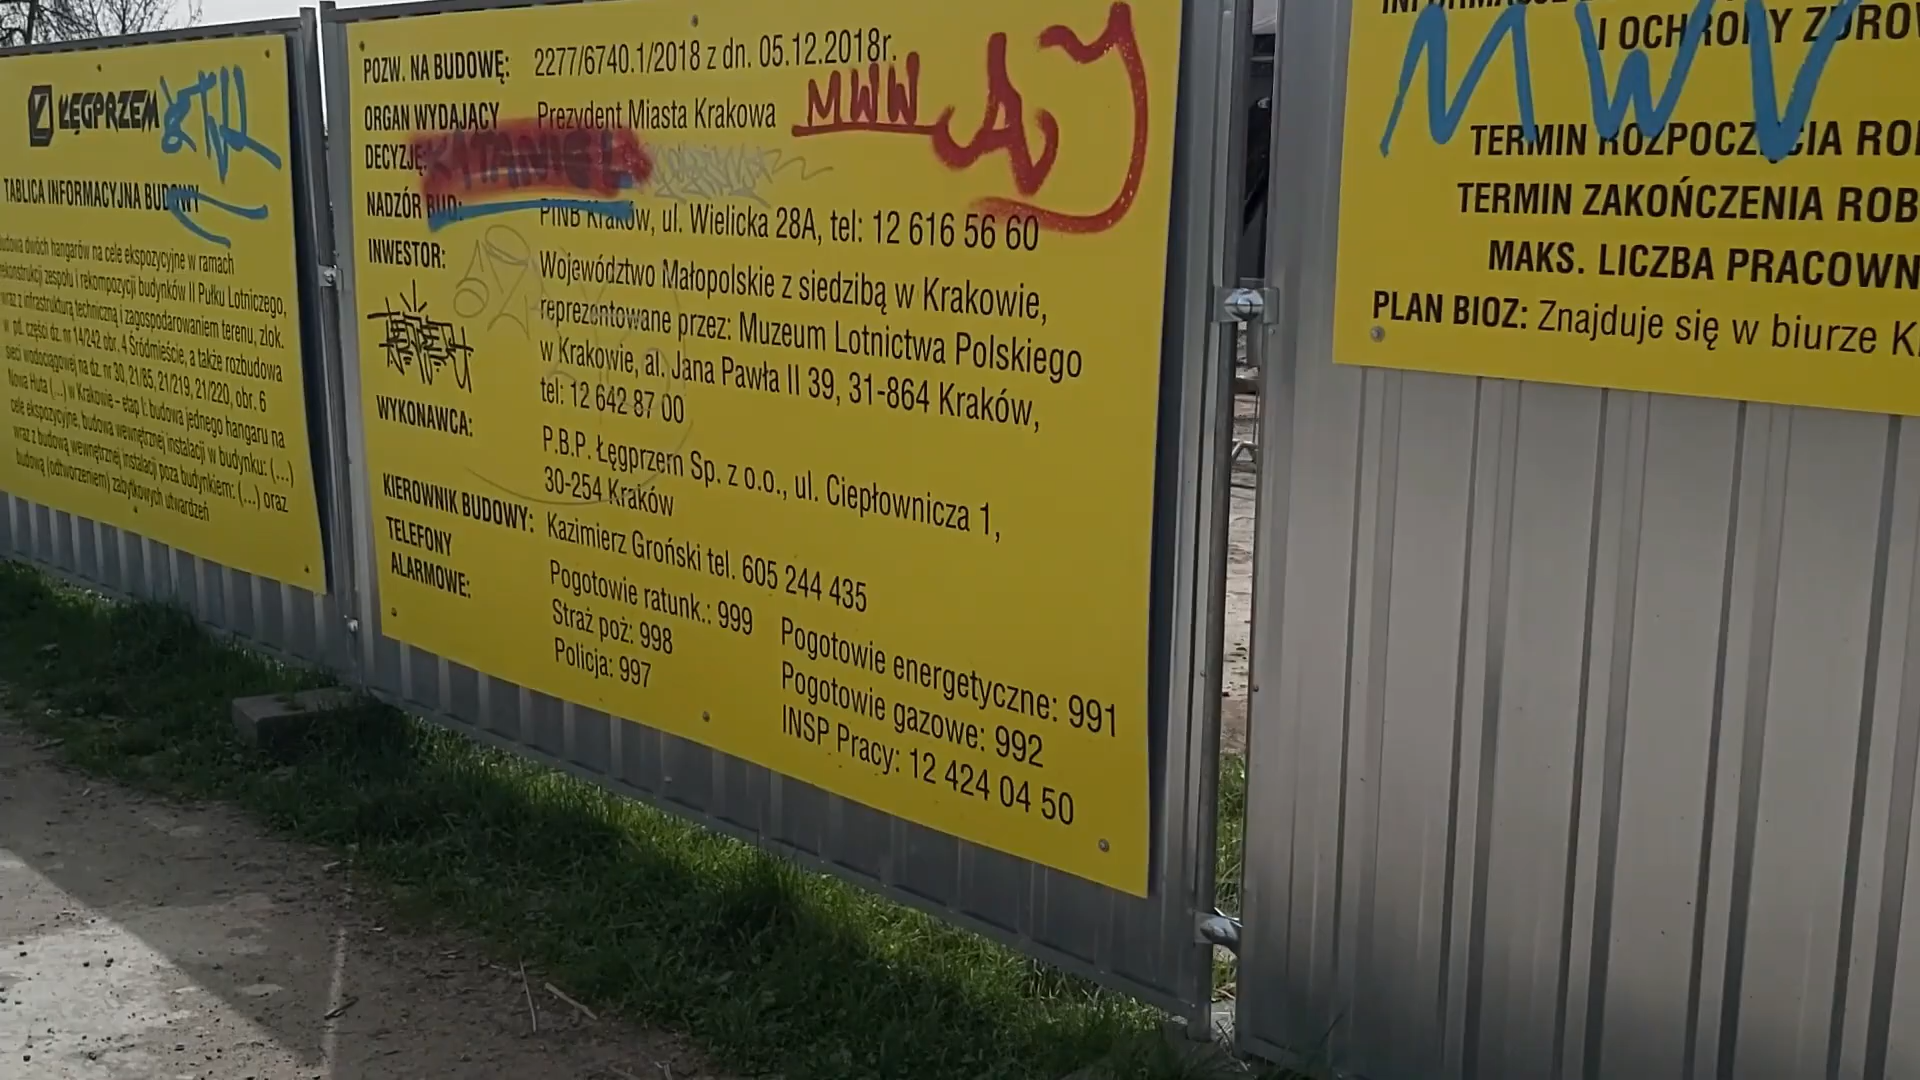 ŁĘGPRZEM
TABLICA INFORMACYJNA BUDOWY
budowa dwóch hangarów na cele ekspozycyjne w ramach
rekonstrukcji zespołu i rekompozycji budynków II Pułku Lotniczego,
wraz z infrastrukturą techniczną i zagospodarowaniem terenu, zlok.
w pd. części dz. nr 14/242 obr. 4 Śródmieście, a także rozbudowa
sieci wodociągowej na dz. nr 30, 21/85, 21/219, 21/220, obr. 6
Nowa Huta (...) w Krakowie – etap I: budowa jednego hangaru na
cele ekspozycyjne, budowa wewnętrznej instalacji w budynku: (...)
wraz z budową wewnętrznej instalacji poza budynkiem: (...) oraz
budową (odtworzeniem) zabytkowych utwardzeń
POZW. NA BUDOWĘ: 2277/6740.1/2018 z dn. 05.12.2018r.
MWW
ORGAN WYDAJĄCY Prezydent Miasta Krakowa
DECYZJĘ:
NADZÓR BUD: PINB Kraków, ul. Wielicka 28A, tel: 12 616 56 60
INWESTOR: Województwo Małopolskie z siedzibą w Krakowie,
reprezentowane przez: Muzeum Lotnictwa Polskiego
w Krakowie, al. Jana Pawła II 39, 31-864 Kraków,
tel: 12 642 87 00
WYKONAWCA: P.B.P. Łęgprzem Sp. z o.o., ul. Ciepłownicza 1,
30-254 Kraków
KIEROWNIK BUDOWY: Kazimierz Groński tel. 605 244 435
TELEFONY
ALARMOWE:
Pogotowie ratunk.: 999
Straż poż: 998
Policja: 997
Pogotowie energetyczne: 991
Pogotowie gazowe: 992
INSP Pracy: 12 424 04 50
I OCHRONY ZDROW
MWV
TERMIN ROZPOCZĘCIA ROB
TERMIN ZAKOŃCZENIA ROB
MAKS. LICZBA PRACOWN
PLAN BIOZ: Znajduje się w biurze K